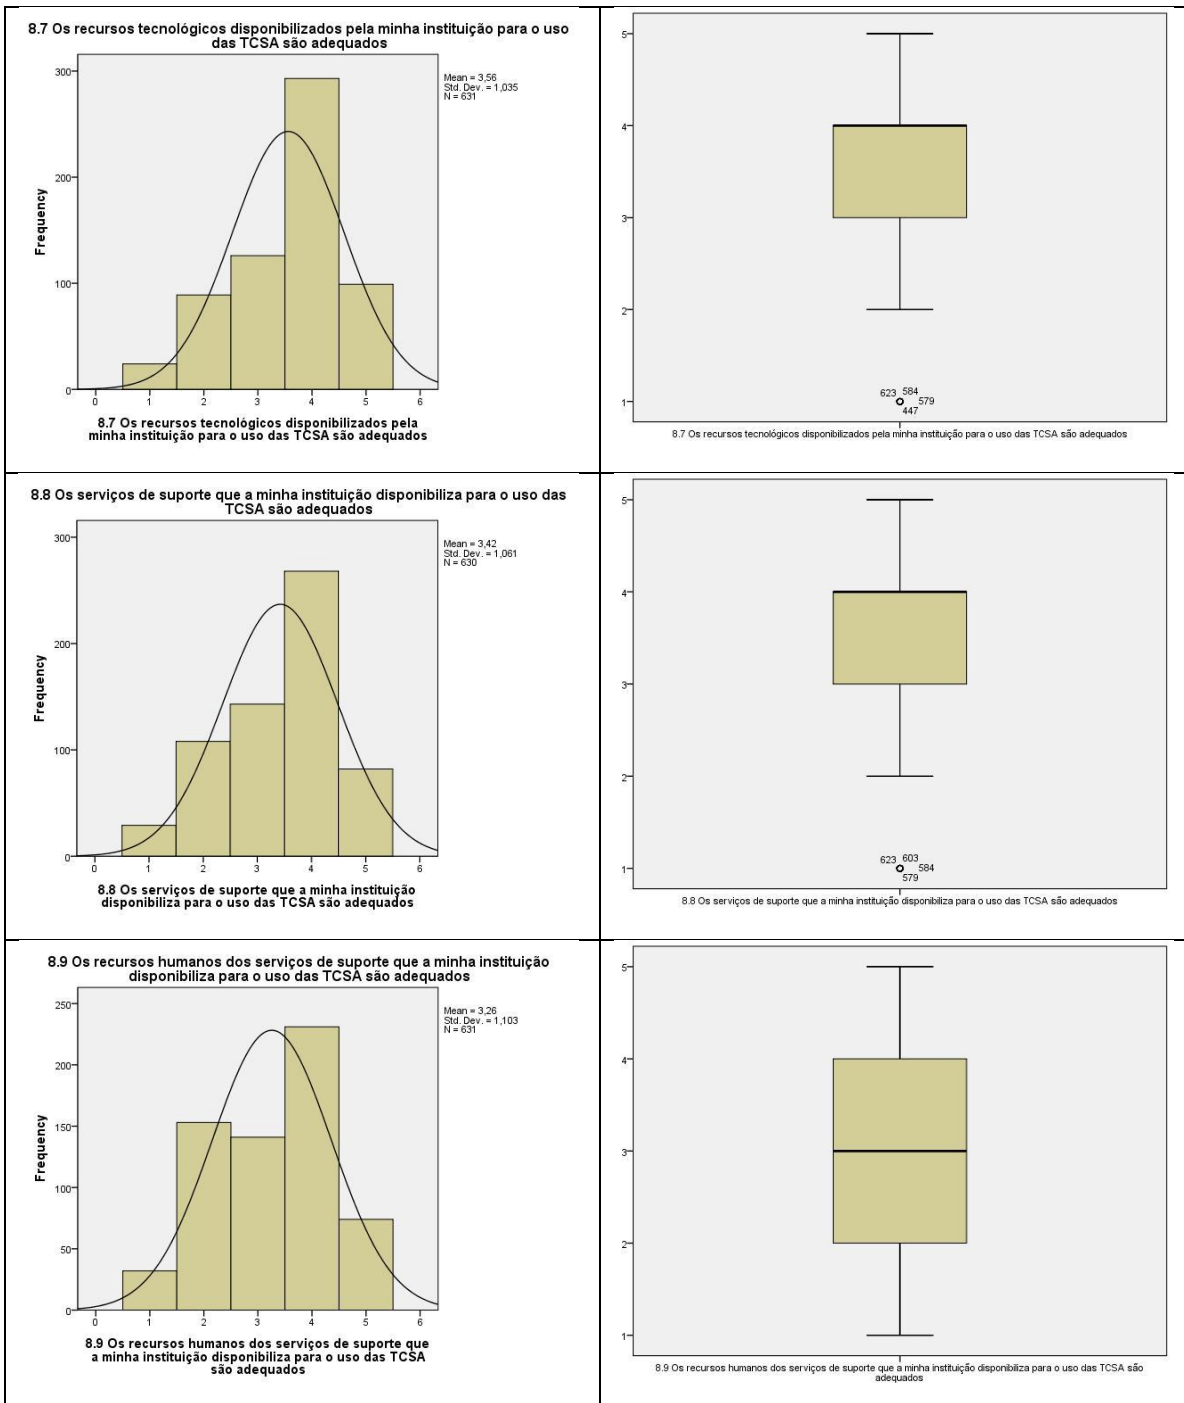 8.7 Os recursos tecnológicos disponibilizados pela minha instituição para o uso
das TCSA são adequados
Mean = 3,56
Std. Dev. = 1,035
N = 631
Frequency
300
200
100
0
0 1 2 3 4 5 6
8.7 Os recursos tecnológicos disponibilizados pela
minha instituição para o uso das TCSA são adequados
5
4
3
2
1
623 584
579
447
8.7 Os recursos tecnológicos disponibilizados pela minha instituição para o uso das TCSA são adequados
8.8 Os serviços de suporte que a minha instituição disponibiliza para o uso das
TCSA são adequados
Mean = 3,42
Std. Dev. = 1,061
N = 630
Frequency
300
200
100
0
0 1 2 3 4 5 6
8.8 Os serviços de suporte que a minha instituição
disponibiliza para o uso das TCSA são adequados
5
4
3
2
1
623 603
584
579
8.8 Os serviços de suporte que a minha instituição disponibiliza para o uso das TCSA são adequados
8.9 Os recursos humanos dos serviços de suporte que a minha instituição
disponibiliza para o uso das TCSA são adequados
Mean = 3,26
Std. Dev. = 1,103
N = 631
Frequency
250
200
150
100
50
0
0 1 2 3 4 5 6
8.9 Os recursos humanos dos serviços de suporte que
a minha instituição disponibiliza para o uso das TCSA
são adequados
5
4
3
2
1
8.9 Os recursos humanos dos serviços de suporte que a minha instituição disponibiliza para o uso das TCSA são
adequados